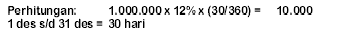 Perhitungan: 1.000.000 x 12% x (30/360) = 10.000
1 des s/d 31 des = 30 hari